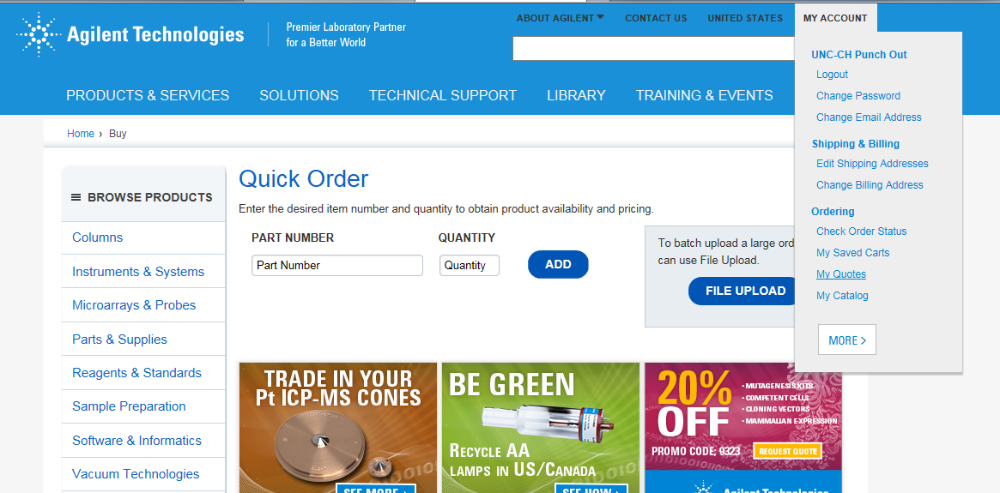 Agilent Technologies
Premier Laboratory Partner
for a Better World
ABOUT AGILENT
CONTACT US
UNITED STATES
MY ACCOUNT
PRODUCTS & SERVICES
SOLUTIONS
TECHNICAL SUPPORT
LIBRARY
TRAINING & EVENTS
UNC-CH Punch Out
Logout
Change Password
Change Email Address
Shipping & Billing
Edit Shipping Addresses
Change Billing Address
Ordering
Check Order Status
My Saved Carts
My Quotes
My Catalog
MORE >
Home › Buy
BROWSE PRODUCTS
Columns
Instruments & Systems
Microarrays & Probes
Parts & Supplies
Reagents & Standards
Sample Preparation
Software & Informatics
Vacuum Technologies
Quick Order
Enter the desired item number and quantity to obtain product availability and pricing.
PART NUMBER
QUANTITY
Part Number
Quantity
ADD
To batch upload a large ord
can use File Upload.
FILE UPLOAD
TRADE IN YOUR
Pt ICP-MS CONES
SEE MORE ›
BE GREEN
RECYCLE AA
LAMPS IN US/CANADA
SEE HOW ›
20%
OFF
• MUTAGENESIS KITS
• COMPETENT CELLS
• CLONING VECTORS
• MAMMALIAN EXPRESSION
PROMO CODE; 9323
REQUEST QUOTE
Agilent Technologies